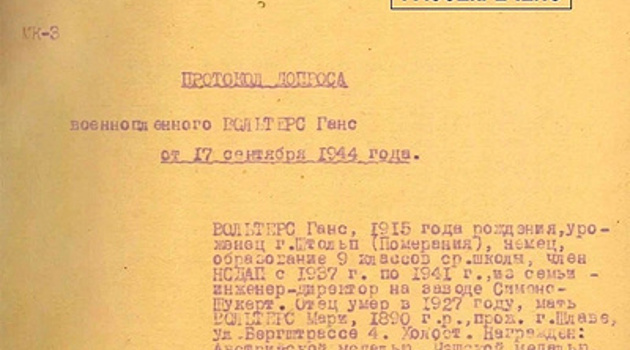 МК-3
ПРОТОКОЛ ДОПРОСА
военнопленного ВОЛЬТЕРС Ганс
от 17 сентября 1944 года.
ВОЛЬТЕРС Ганс, 1915 года рождения, уро-
женец г.Штольп (Померания), немец,
образование 9 классов ср.школы, член
НСДАП с 1937 г. по 1941 г., из семьи -
инженер-директор на заводе Сименс-
Шукерт. Отец умер в 1927 году, мать
ВОЛЬТЕРС Мари, 1890 г.р., прож. г.Шлаве,
ул.Бергштрассе 4. Холост. Награжден: